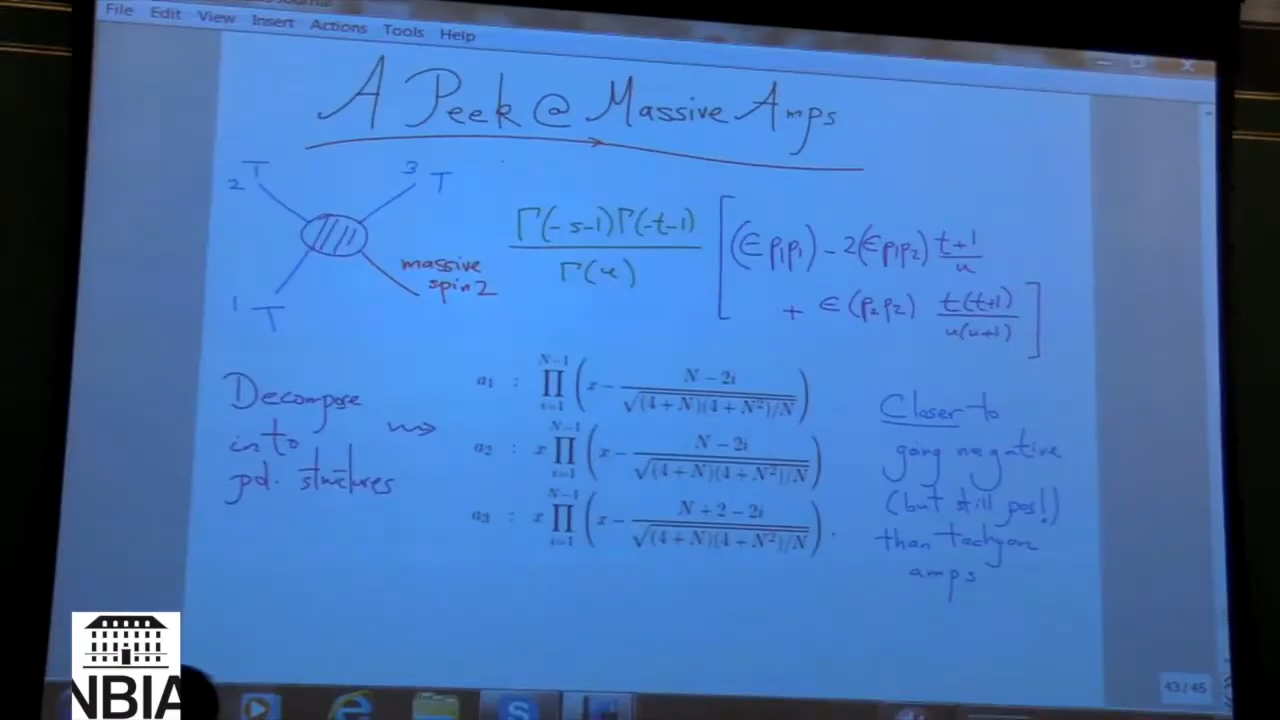 File Edit View Insert Actions Tools Help
A Peek @ Massive Amps
2 T
3 T
1 T
massive
spin 2
Γ(-s-1)Γ(-t-1)
Γ(u)
[(∈p₁p₁) - 2(∈p₁p₂) t+1/u
+ ∈(p₂p₂) t(t+1)/u(u+1)]
Decompose
into
pol. structures
a₁ : ∏_{i=1}^{N-1} (x - (N-2i)/√((4+N)(4+N²)/N))
a₂ : x ∏_{i=1}^{N-1} (x - (N-2i)/√((4+N)(4+N²)/N))
a₃ : x ∏_{i=1}^{N-1} (x - (N+2-2i)/√((4+N)(4+N²)/N)).
Closer to
going negative
(but still pos!)
than tachyon
amps
43/45
NBIA